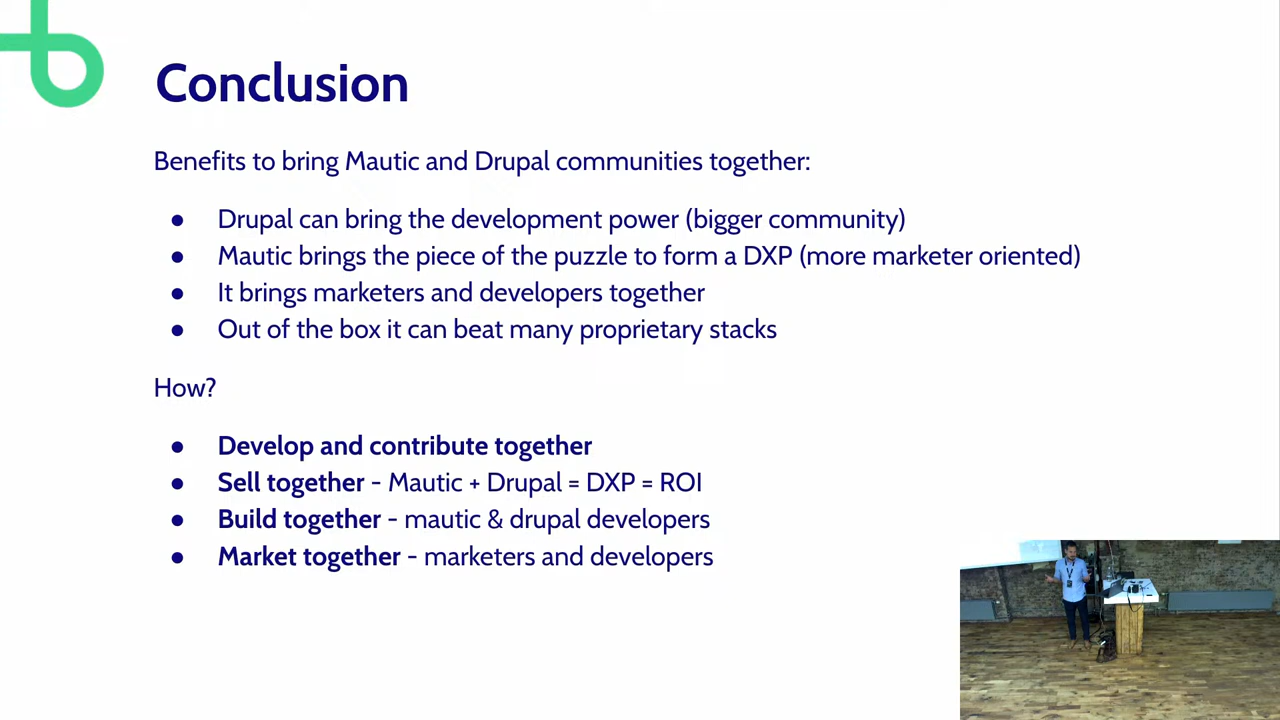 Conclusion
Benefits to bring Mautic and Drupal communities together:
● Drupal can bring the development power (bigger community)
● Mautic brings the piece of the puzzle to form a DXP (more marketer oriented)
● It brings marketers and developers together
● Out of the box it can beat many proprietary stacks
How?
● Develop and contribute together
● Sell together - Mautic + Drupal = DXP = ROI
● Build together - mautic & drupal developers
● Market together - marketers and developers